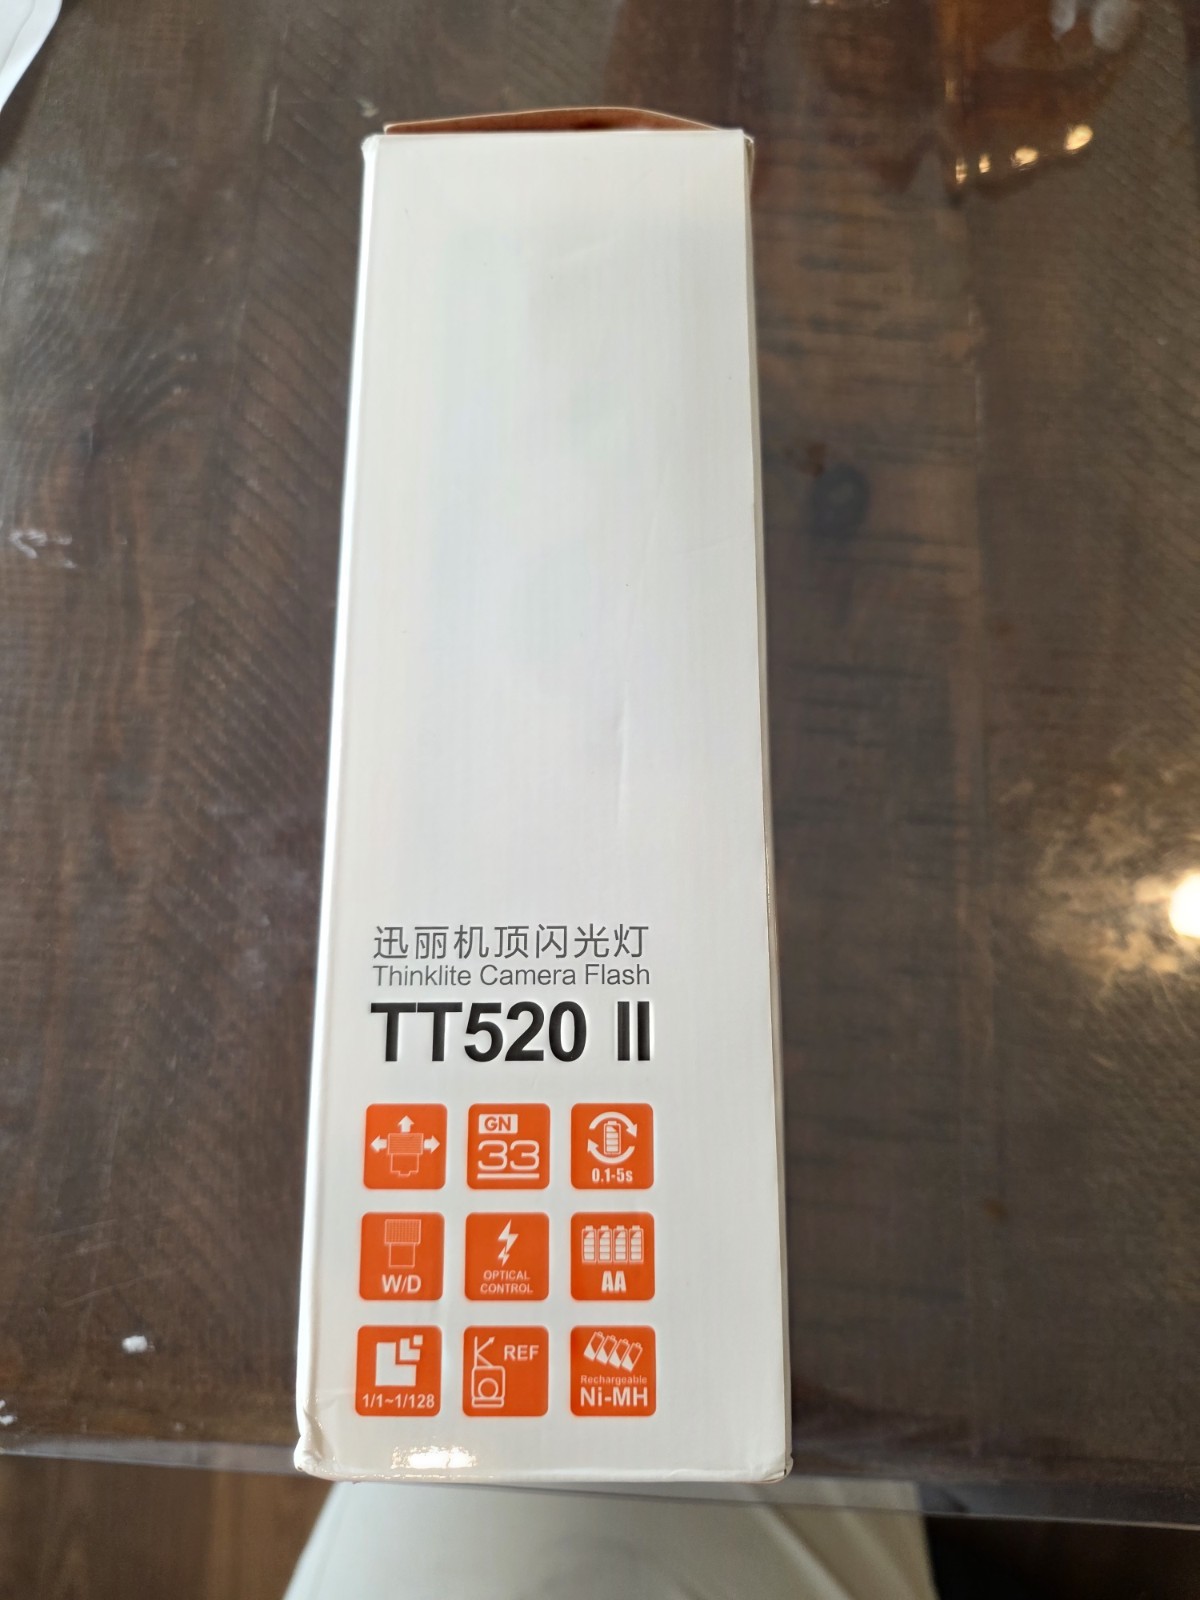 迅丽机顶闪光灯
Thinklite Camera Flash
TT520 II
GN
33
0.1-5s
W/D
OPTICAL
CONTROL
AA
1/1~1/128
REF
Rechargeable
Ni-MH